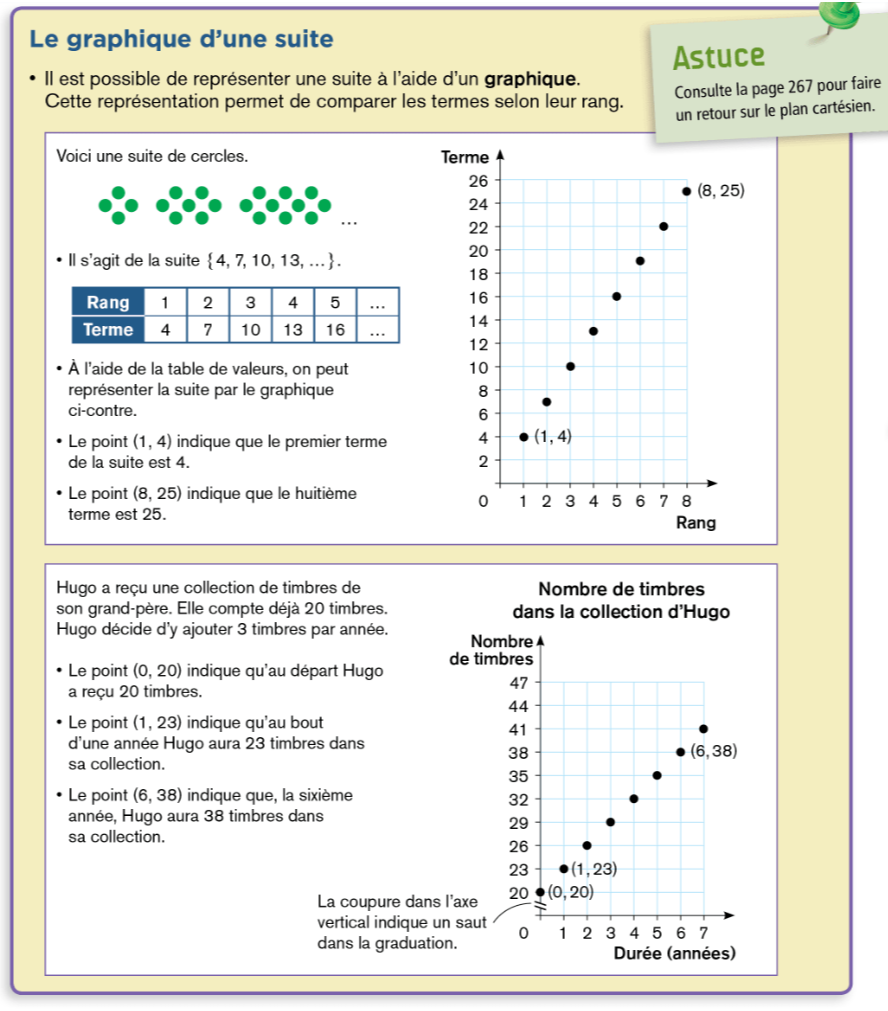 Le graphique d'une suite
• Il est possible de représenter une suite à l'aide d'un graphique.
Cette représentation permet de comparer les termes selon leur rang.
Astuce
Consulte la page 267 pour faire
un retour sur le plan cartésien.
Voici une suite de cercles.
...
• Il s'agit de la suite {4, 7, 10, 13, ...}.
Rang 1 2 3 4 5 ...
Terme 4 7 10 13 16 ...
• À l'aide de la table de valeurs, on peut
représenter la suite par le graphique
ci-contre.
• Le point (1, 4) indique que le premier terme
de la suite est 4.
• Le point (8, 25) indique que le huitième
terme est 25.
Terme
26
24
22
20
18
16
14
12
10
8
6
4
2
(8, 25)
(1, 4)
0 1 2 3 4 5 6 7 8
Rang
Hugo a reçu une collection de timbres de
son grand-père. Elle compte déjà 20 timbres.
Hugo décide d'y ajouter 3 timbres par année.
• Le point (0, 20) indique qu'au départ Hugo
a reçu 20 timbres.
• Le point (1, 23) indique qu'au bout
d'une année Hugo aura 23 timbres dans
sa collection.
• Le point (6, 38) indique que, la sixième
année, Hugo aura 38 timbres dans
sa collection.
La coupure dans l'axe
vertical indique un saut
dans la graduation.
Nombre de timbres
dans la collection d'Hugo
Nombre
de timbres
47
44
41
38 (6, 38)
35
32
29
26
23 (1, 23)
20 (0, 20)
0 1 2 3 4 5 6 7
Durée (années)